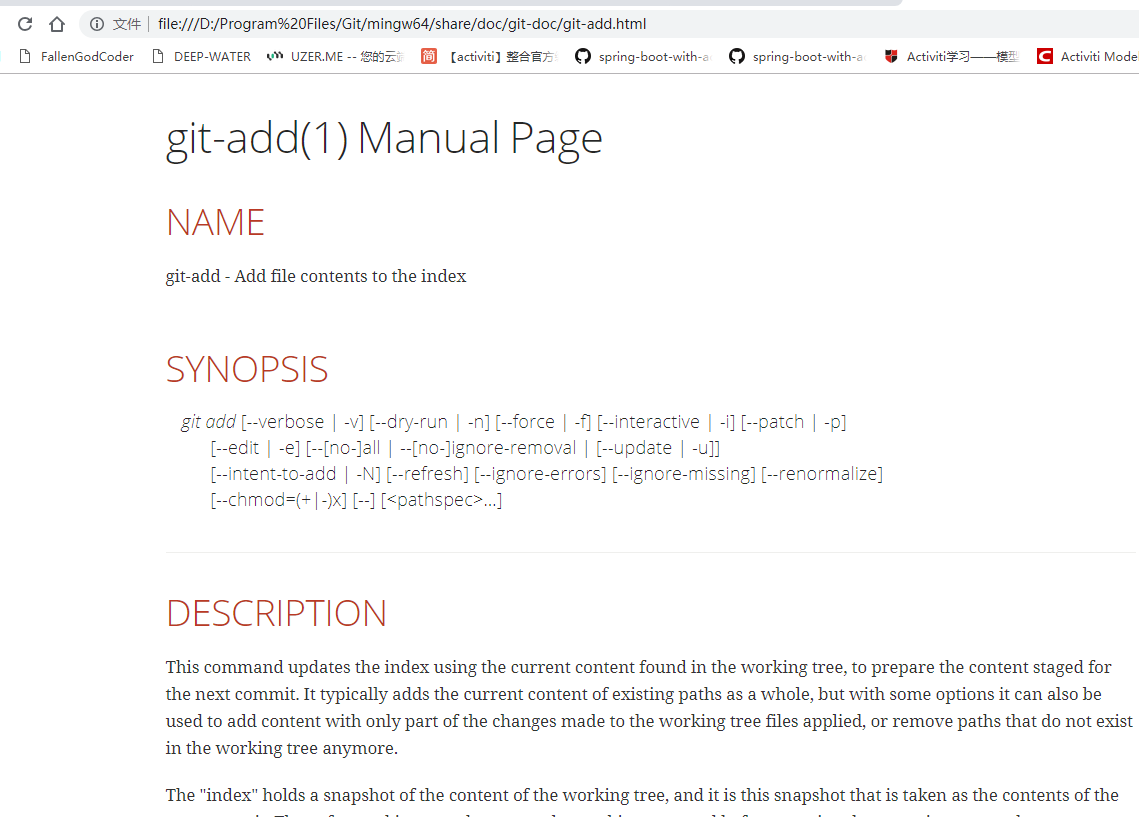 文件 file:///D:/Program%20Files/Git/mingw64/share/doc/git-doc/git-add.html
FallenGodCoder DEEP-WATER UZER.ME -- 您的云 简 【activiti】整合官方 spring-boot-with-a spring-boot-with-a Activiti学习——模型 C Activiti Mode
git-add(1) Manual Page
NAME
git-add - Add file contents to the index
SYNOPSIS
git add [--verbose | -v] [--dry-run | -n] [--force | -f] [--interactive | -i] [--patch | -p]
[--edit | -e] [--[no-]all | --[no-]ignore-removal | [--update | -u]]
[--intent-to-add | -N] [--refresh] [--ignore-errors] [--ignore-missing] [--renormalize]
[--chmod=(+|-)x] [--] [<pathspec>…]
DESCRIPTION
This command updates the index using the current content found in the working tree, to prepare the content staged for
the next commit. It typically adds the current content of existing paths as a whole, but with some options it can also be
used to add content with only part of the changes made to the working tree files applied, or remove paths that do not exist
in the working tree anymore.
The "index" holds a snapshot of the content of the working tree, and it is this snapshot that is taken as the contents of the